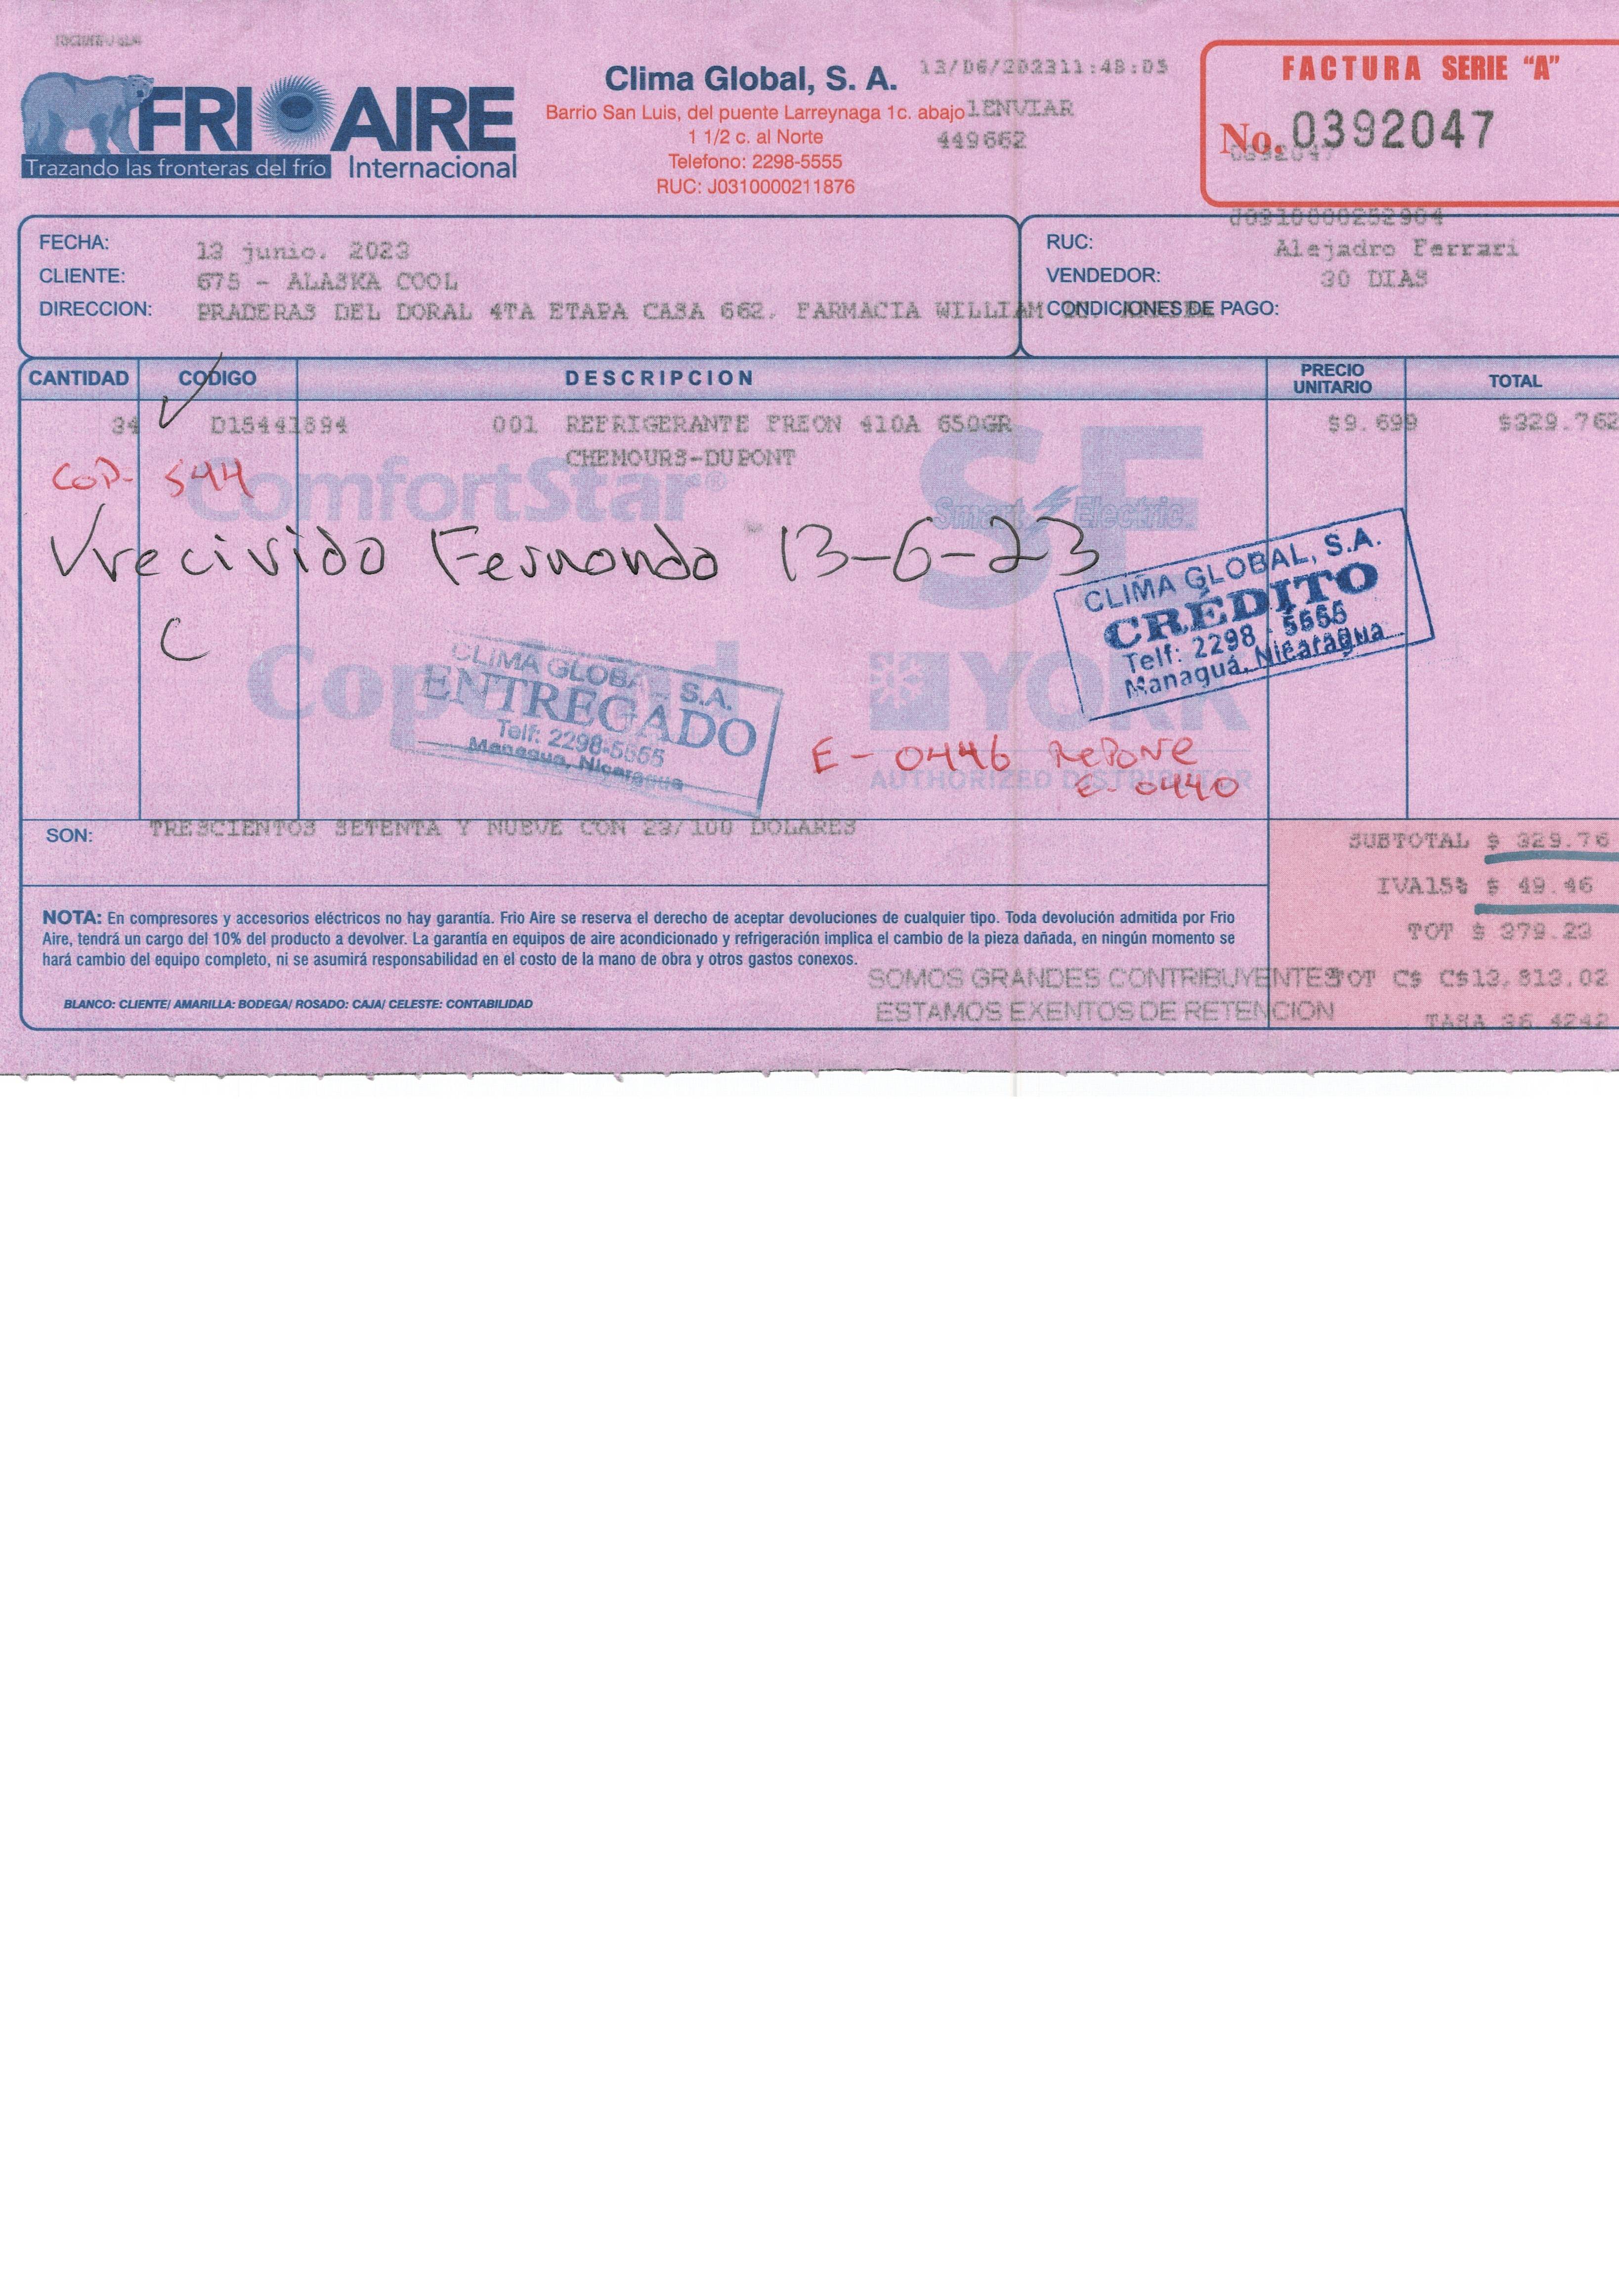 FRIO AIRE
Trazando las fronteras del frío Internacional
Clima Global, S. A.
Barrio San Luis, del puente Larreynaga 1c. abajo
1 1/2 c. al Norte
Telefono: 2298-5555
RUC: J0310000211876
13/06/2023 11:48:05
1ENVIAR
449662
FACTURA SERIE "A"
No. 0392047
0392047
FECHA: 13 junio, 2023
CLIENTE: 675 - ALASKA COOL
DIRECCION: PRADERAS DEL DORAL 4TA ETAPA CASA 662, FARMACIA WILLIAM
J0310000252904
RUC: Alejadro Ferrari
VENDEDOR: 30 DIAS
CONDICIONES DE PAGO:
CANTIDAD CODIGO DESCRIPCION PRECIO UNITARIO TOTAL
34 D15441894 001 REFRIGERANTE FREON 410A 650GR $9.699 $329.762
CHEMOURS-DUPONT
COD- 544
ComfortStar®
SF
Smart Electric
recivido Fernando 13-6-23
C
CLIMA GLOBAL, S.A.
CRÉDITO
Telf: 2298 - 5555
Managua, Nicaragua
Copeland
CLIMA GLOBAL S.A.
ENTREGADO
Telf: 2298-5555
Managua, Nicaragua
YORK
AUTHORIZED DISTRIBUTOR
E - 0446 Repone
E- 0440
SON: TRESCIENTOS SETENTA Y NUEVE CON 23/100 DOLARES
SUBTOTAL $ 329.76
IVA15% $ 49.46
TOT $ 379.23
TOT C$ C$13,813.02
TASA 36.4242
NOTA: En compresores y accesorios eléctricos no hay garantía. Frio Aire se reserva el derecho de aceptar devoluciones de cualquier tipo. Toda devolución admitida por Frio
Aire, tendrá un cargo del 10% del producto a devolver. La garantía en equipos de aire acondicionado y refrigeración implica el cambio de la pieza dañada, en ningún momento se
hará cambio del equipo completo, ni se asumirá responsabilidad en el costo de la mano de obra y otros gastos conexos.
SOMOS GRANDES CONTRIBUYENTES
ESTAMOS EXENTOS DE RETENCION
BLANCO: CLIENTE/ AMARILLA: BODEGA/ ROSADO: CAJA/ CELESTE: CONTABILIDAD